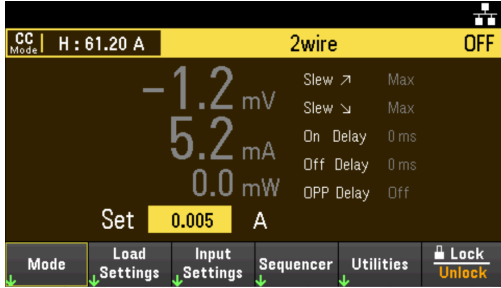 CC Mode H : 61.20 A 2wire OFF
-1.2 mV
5.2 mA
0.0 mW
Slew ↗ Max
Slew ↘ Max
On Delay 0 ms
Off Delay 0 ms
OPP Delay Off
Set 0.005 A
Mode
Load Settings
Input Settings
Sequencer
Utilities
Lock
Unlock